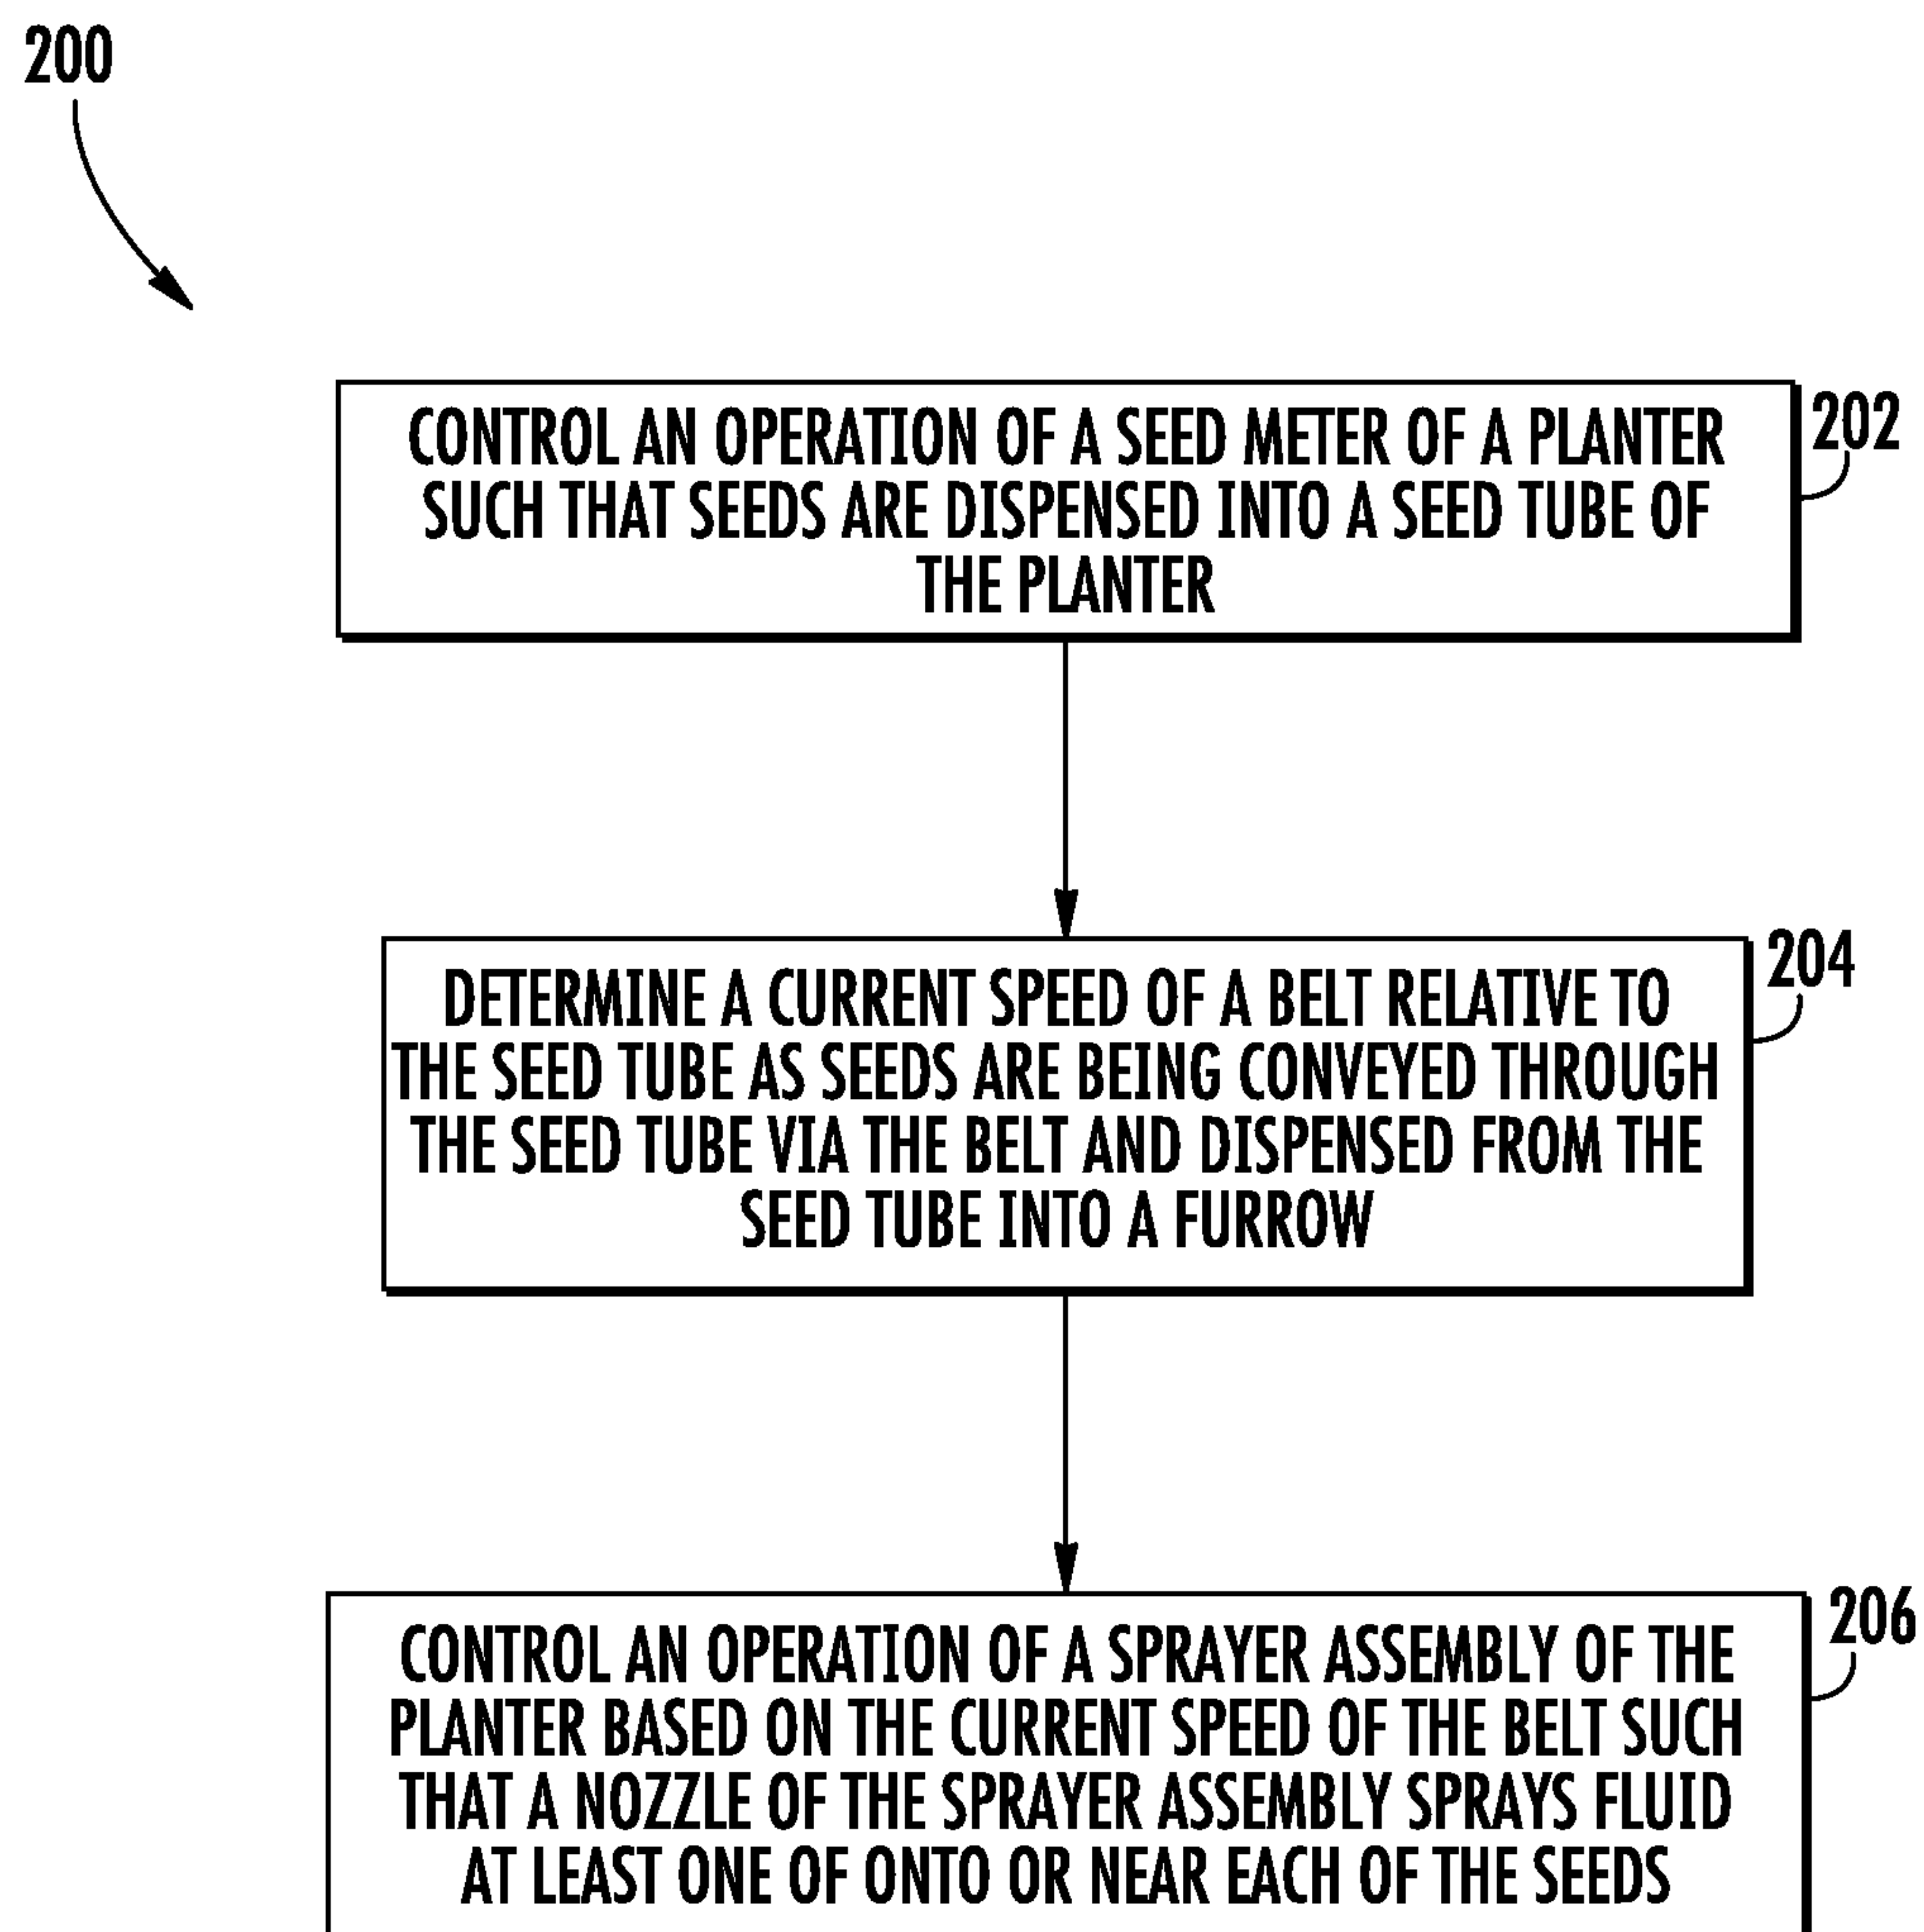 200
CONTROL AN OPERATION OF A SEED METER OF A PLANTER
SUCH THAT SEEDS ARE DISPENSED INTO A SEED TUBE OF
THE PLANTER
202
DETERMINE A CURRENT SPEED OF A BELT RELATIVE TO
THE SEED TUBE AS SEEDS ARE BEING CONVEYED THROUGH
THE SEED TUBE VIA THE BELT AND DISPENSED FROM THE
SEED TUBE INTO A FURROW
204
CONTROL AN OPERATION OF A SPRAYER ASSEMBLY OF THE
PLANTER BASED ON THE CURRENT SPEED OF THE BELT SUCH
THAT A NOZZLE OF THE SPRAYER ASSEMBLY SPRAYS FLUID
AT LEAST ONE OF ONTO OR NEAR EACH OF THE SEEDS
206